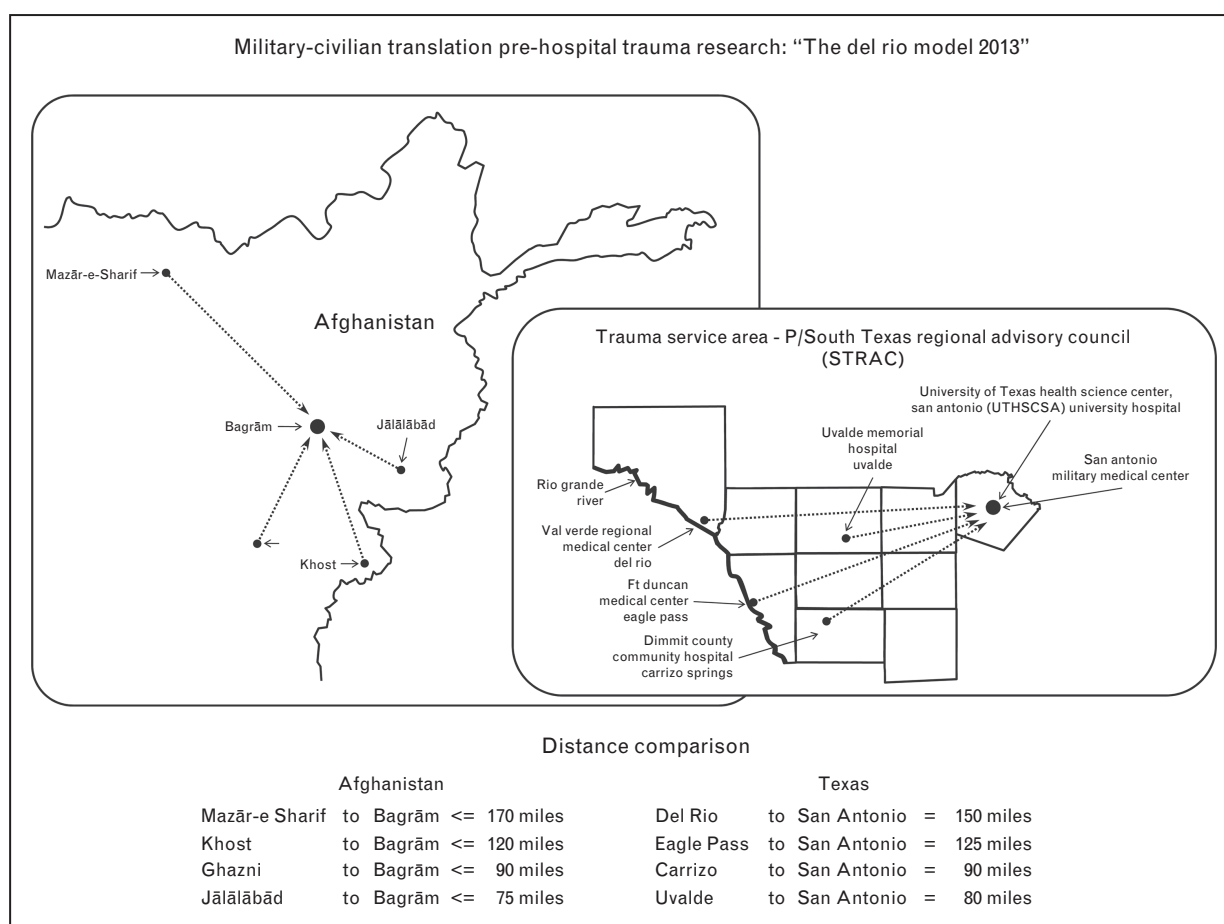 Military-civilian translation pre-hospital trauma research: “The del rio model 2013”
Mazār-e-Sharif
Afghanistan
Bagrām
Jālālābād
Khost
Trauma service area - P/South Texas regional advisory council
(STRAC)
University of Texas health science center,
san antonio (UTHSCSA) university hospital
Uvalde memorial
hospital
uvalde
San antonio
military medical center
Rio grande
river
Val verde regional
medical center
del rio
Ft duncan
medical center
eagle pass
Dimmit county
community hospital
carrizo springs
Distance comparison
Afghanistan
Mazār-e Sharif to Bagrām <= 170 miles
Khost to Bagrām <= 120 miles
Ghazni to Bagrām <= 90 miles
Jālālābād to Bagrām <= 75 miles
Texas
Del Rio to San Antonio = 150 miles
Eagle Pass to San Antonio = 125 miles
Carrizo to San Antonio = 90 miles
Uvalde to San Antonio = 80 miles